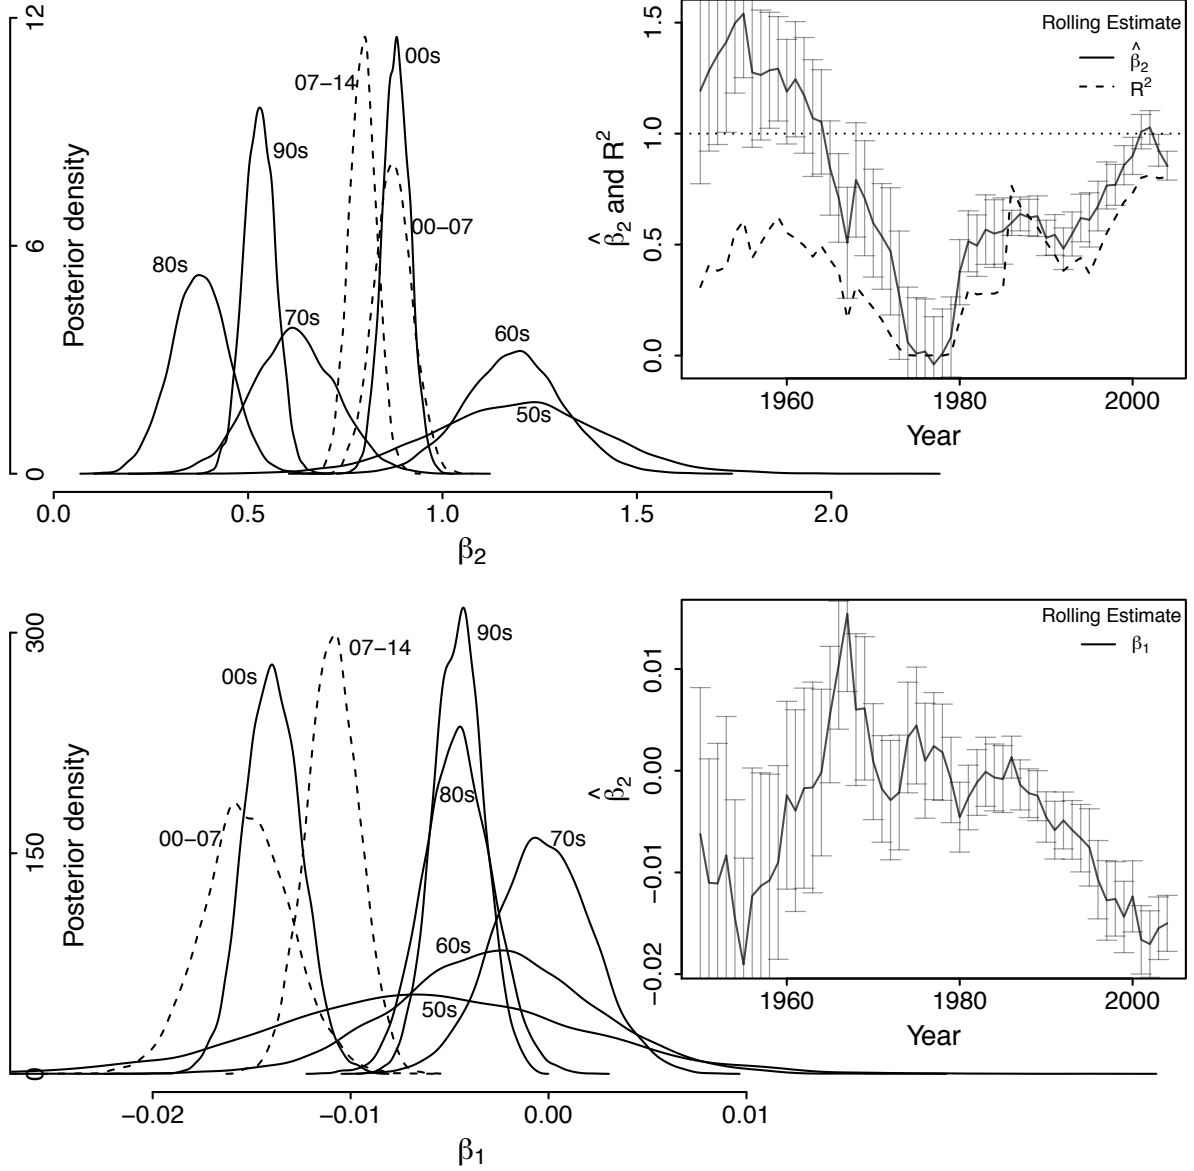 12
6
0
Posterior density
07−14
00s
90s
00−07
80s
70s
60s
50s
0.0 0.5 1.0 1.5 2.0
β2
1.5
1.0
0.5
0.0
β̂2 and R²
Rolling Estimate
β̂2
R²
1960 1980 2000
Year
300
150
0
Posterior density
90s
07−14
00s
80s
00−07
70s
60s
50s
−0.02 −0.01 0.00 0.01
β1
0.01
0.00
−0.01
−0.02
β̂2
Rolling Estimate
β1
1960 1980 2000
Year